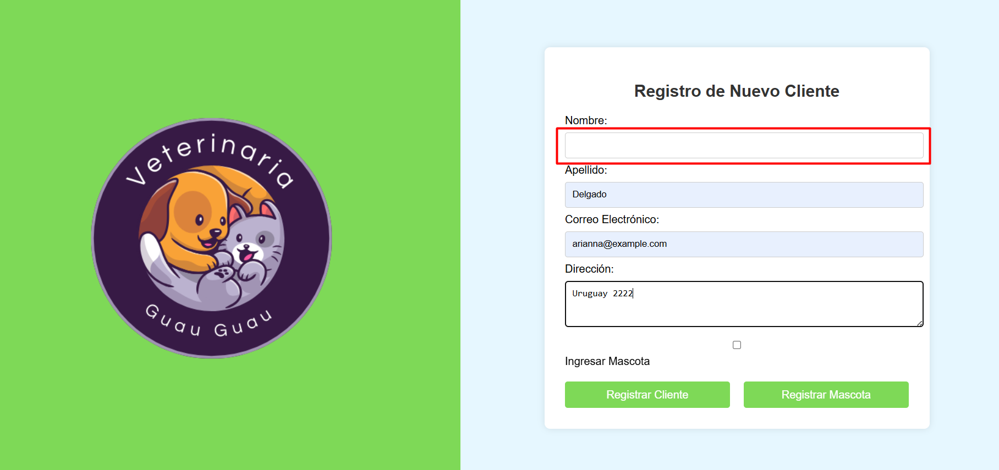 Veterinaria
Guau Guau
Registro de Nuevo Cliente
Nombre:
Apellido:
Delgado
Correo Electrónico:
arianna@example.com
Dirección:
Uruguay 2222
Ingresar Mascota
Registrar Cliente
Registrar Mascota